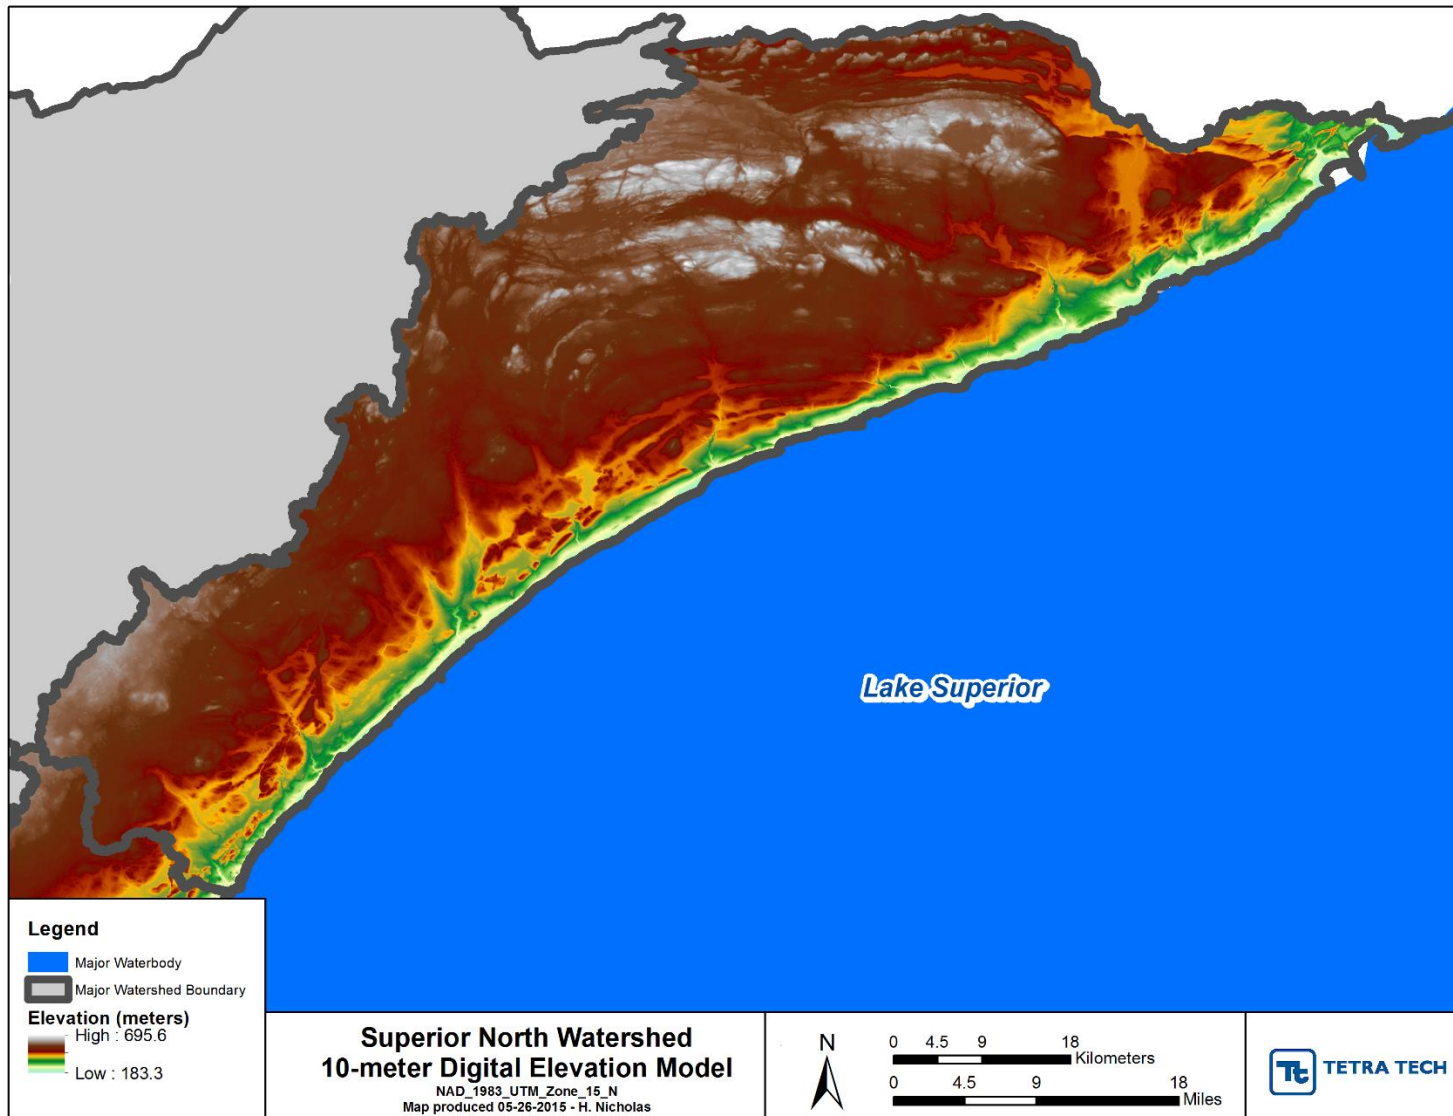 Lake Superior
Legend
Major Waterbody
Major Watershed Boundary
Elevation (meters)
High : 695.6
Low : 183.3
Superior North Watershed
10-meter Digital Elevation Model
NAD_1983_UTM_Zone_15_N
Map produced 05-26-2015 - H. Nicholas
N
0 4.5 9 18
Kilometers
0 4.5 9 18
Miles
Tt TETRA TECH